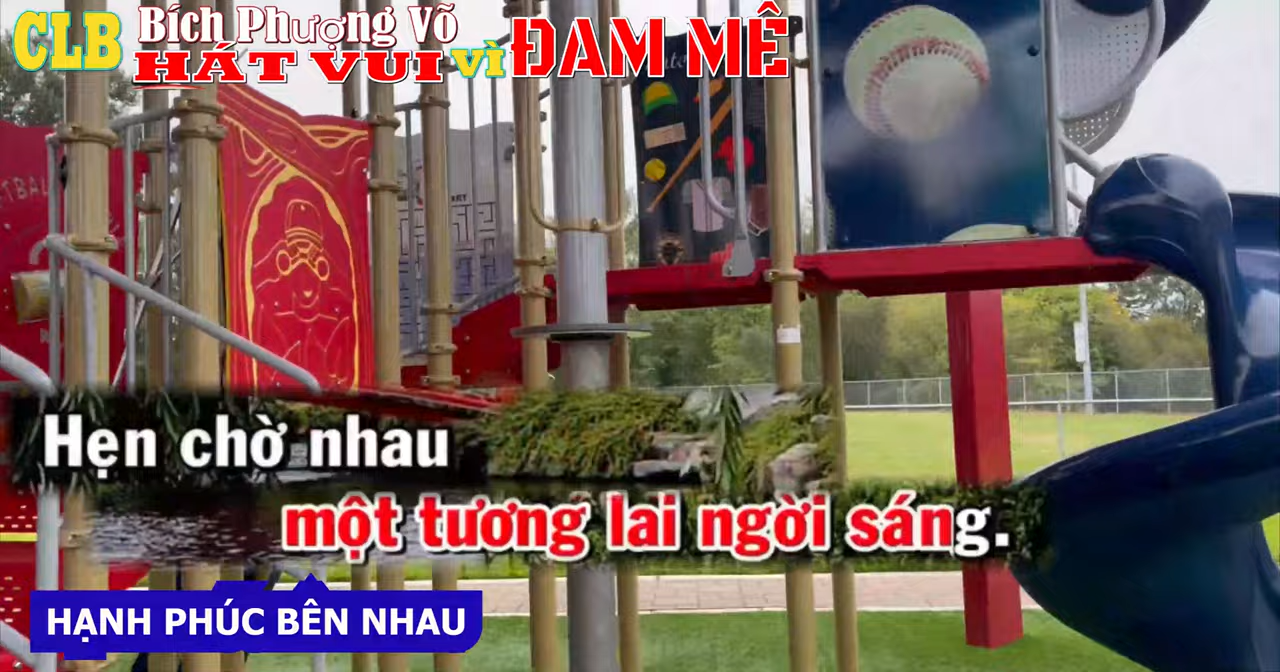 CLB Bích Phượng Võ
HÁT VUI vì ĐAM MÊ
Hẹn chờ nhau
một tương lai ngời sáng.
HẠNH PHÚC BÊN NHAU